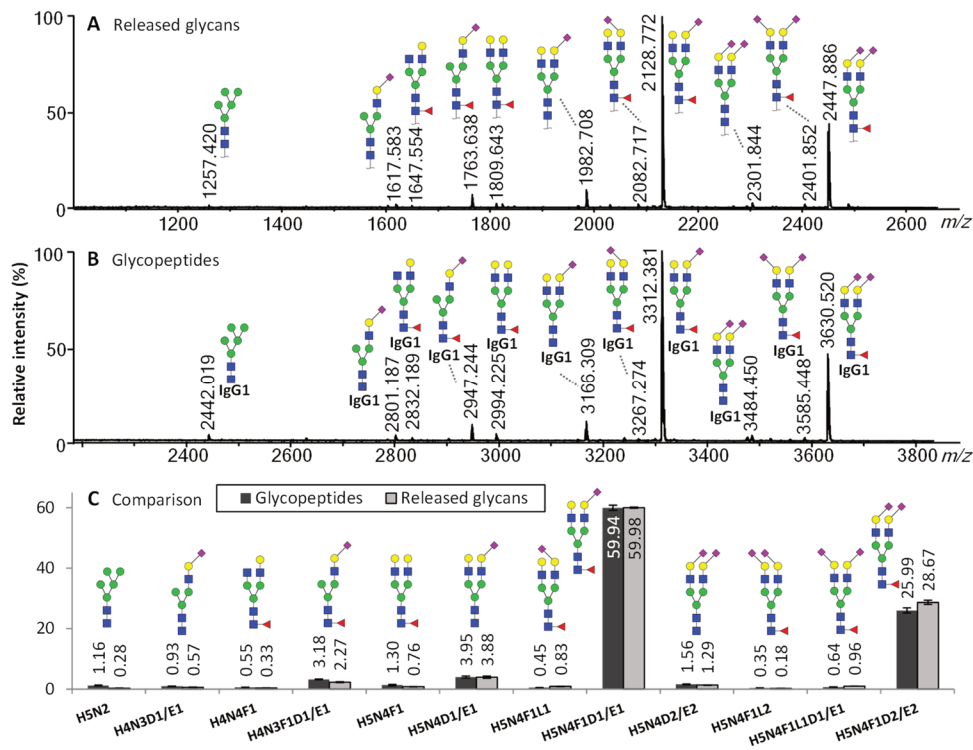 A Released glycans
100
50
0
1257.420
1617.583
1647.554
1763.638
1809.643
1982.708
2082.717
2128.772
2301.844
2401.852
2447.886
1200 1400 1600 1800 2000 2200 2400 2600 m/z
Relative intensity (%)
B Glycopeptides
100
50
0
IgG1 IgG1 IgG1 IgG1 IgG1 IgG1 IgG1 IgG1 IgG1 IgG1 IgG1
2442.019
2801.187
2832.189
2947.244
2994.225
3166.309
3267.274
3312.381
3484.450
3585.448
3630.520
2400 2600 2800 3000 3200 3400 3600 3800 m/z
C Comparison
Glycopeptides Released glycans
60
40
20
0
1.16 0.28
0.93 0.57
0.55 0.33
3.18 2.27
1.30 0.76
3.95 3.88
0.45 0.83
59.94 59.98
1.56 1.29
0.35 0.18
0.64 0.96
25.99 28.67
H5N2
H4N3D1/E1
H4N4F1
H4N3F1D1/E1
H5N4F1
H5N4D1/E1
H5N4F1L1
H5N4F1D1/E1
H5N4D2/E2
H5N4F1L2
H5N4F1L1D1/E1
H5N4F1D2/E2